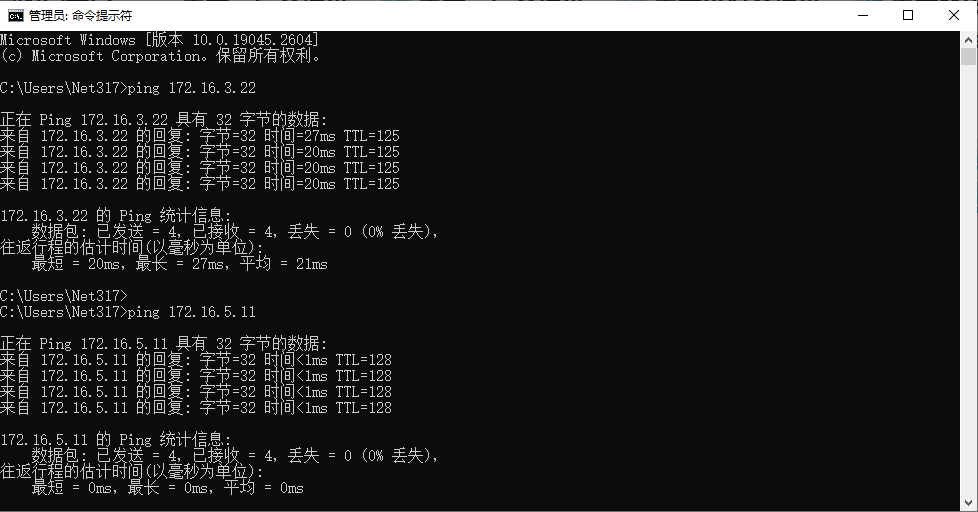 管理员: 命令提示符
Microsoft Windows [版本 10.0.19045.2604]
(c) Microsoft Corporation。保留所有权利。
C:\Users\Net317>ping 172.16.3.22
正在 Ping 172.16.3.22 具有 32 字节的数据:
来自 172.16.3.22 的回复: 字节=32 时间=27ms TTL=125
来自 172.16.3.22 的回复: 字节=32 时间=20ms TTL=125
来自 172.16.3.22 的回复: 字节=32 时间=20ms TTL=125
来自 172.16.3.22 的回复: 字节=32 时间=20ms TTL=125
172.16.3.22 的 Ping 统计信息:
数据包: 已发送 = 4，已接收 = 4，丢失 = 0 (0% 丢失)，
往返行程的估计时间(以毫秒为单位):
最短 = 20ms，最长 = 27ms，平均 = 21ms
C:\Users\Net317>
C:\Users\Net317>ping 172.16.5.11
正在 Ping 172.16.5.11 具有 32 字节的数据:
来自 172.16.5.11 的回复: 字节=32 时间<1ms TTL=128
来自 172.16.5.11 的回复: 字节=32 时间<1ms TTL=128
来自 172.16.5.11 的回复: 字节=32 时间<1ms TTL=128
来自 172.16.5.11 的回复: 字节=32 时间<1ms TTL=128
172.16.5.11 的 Ping 统计信息:
数据包: 已发送 = 4，已接收 = 4，丢失 = 0 (0% 丢失)，
往返行程的估计时间(以毫秒为单位):
最短 = 0ms，最长 = 0ms，平均 = 0ms